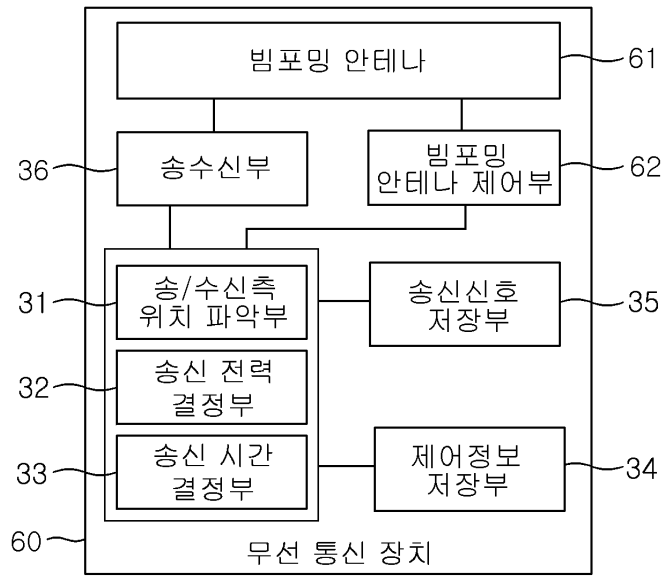 빔포밍 안테나
61
36
송수신부
빔포밍
안테나 제어부
62
31
송/수신측
위치 파악부
송신신호
저장부
35
32
송신 전력
결정부
33
송신 시간
결정부
제어정보
저장부
34
60
무선 통신 장치